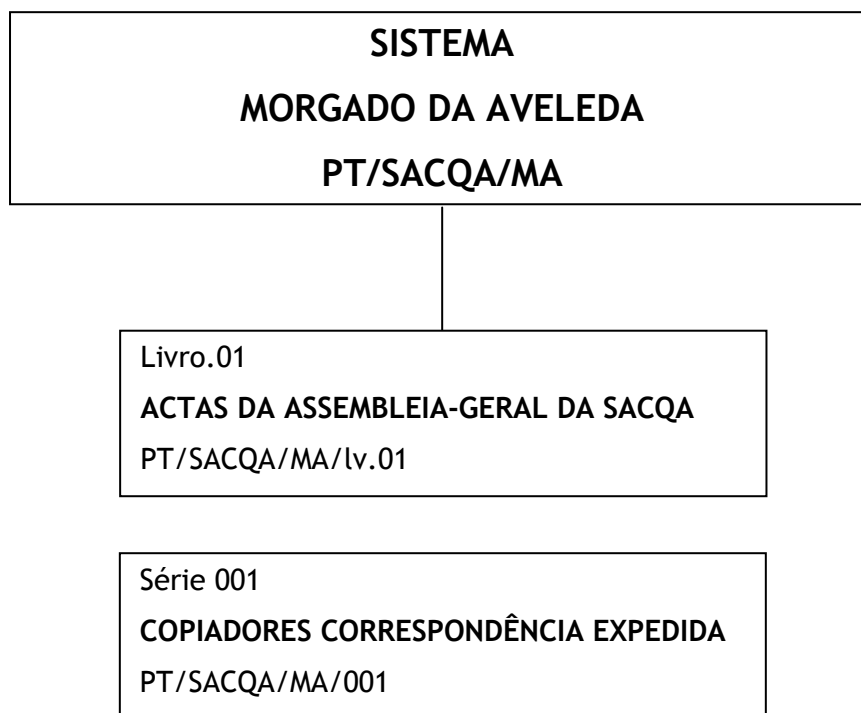 SISTEMA
MORGADO DA AVELEDA
PT/SACQA/MA
Livro.01
ACTAS DA ASSEMBLEIA-GERAL DA SACQA
PT/SACQA/MA/lv.01
Série 001
COPIADORES CORRESPONDÊNCIA EXPEDIDA
PT/SACQA/MA/001